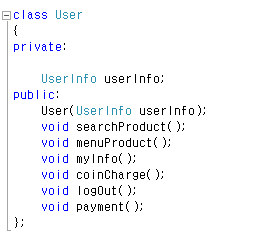 class User
{
private:
UserInfo userInfo;
public:
User(UserInfo userInfo);
void searchProduct();
void menuProduct();
void myInfo();
void coinCharge();
void logOut();
void payment();
};